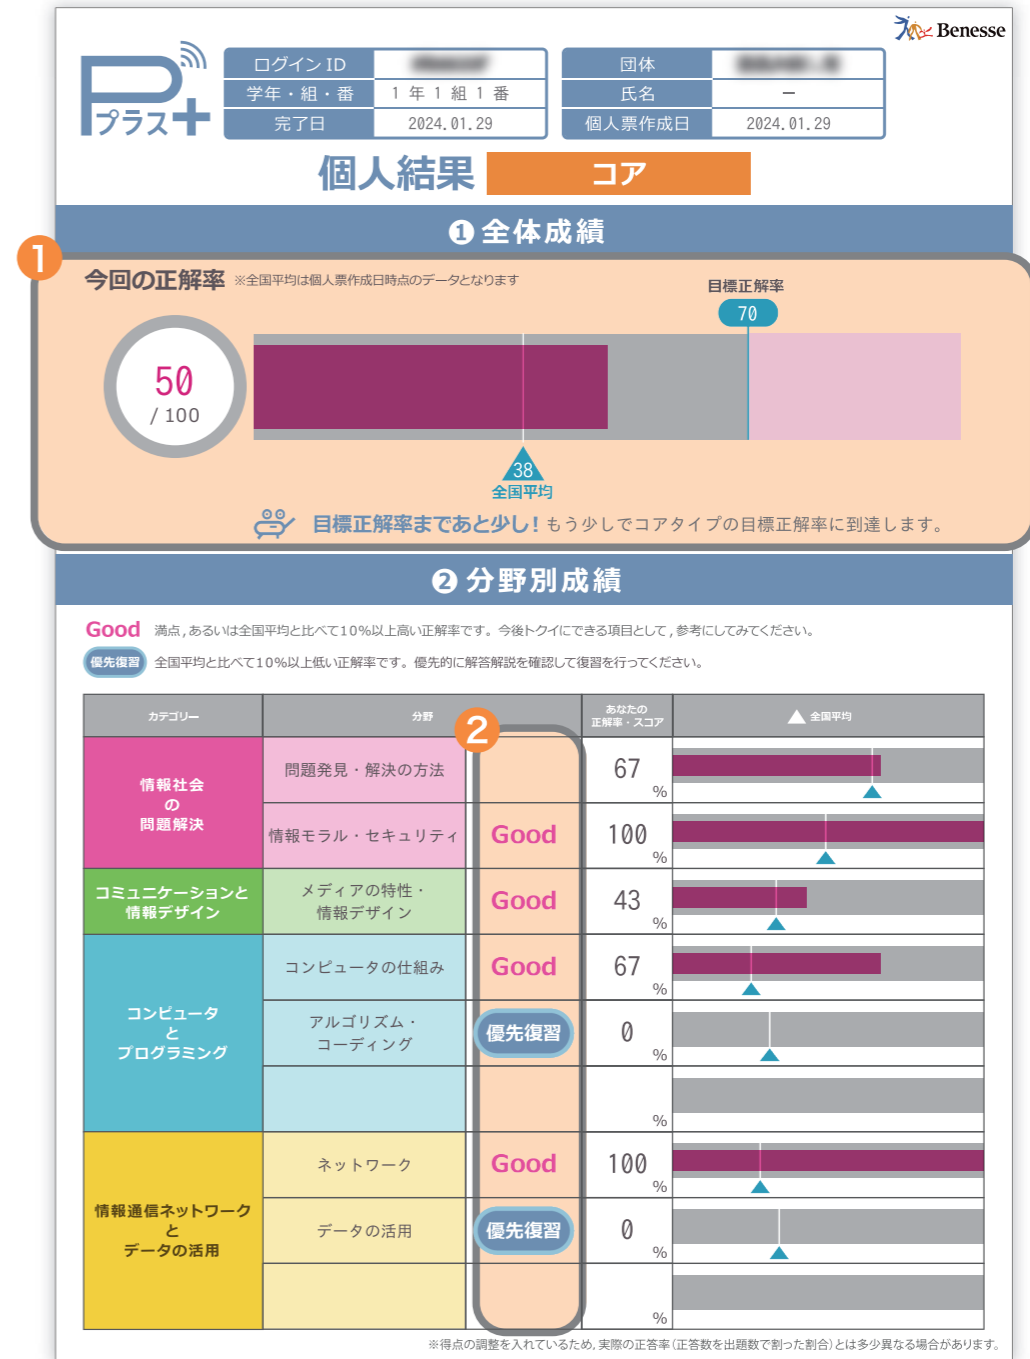 Benesse
P
プラス+
ログイン ID
学年・組・番 1 年 1 組 1 番
完了日 2024.01.29
団体
氏名 －
個人票作成日 2024.01.29
個人結果 コア
❶ 全体成績
1
今回の正解率 ※全国平均は個人票作成日時点のデータとなります
目標正解率
70
50
/ 100
38
全国平均
目標正解率まであと少し！もう少しでコアタイプの目標正解率に到達します。
❷ 分野別成績
Good 満点，あるいは全国平均と比べて10%以上高い正解率です。今後トクイにできる項目として，参考にしてみてください。
優先復習 全国平均と比べて10%以上低い正解率です。優先的に解答解説を確認して復習を行ってください。
カテゴリー 分野 2 あなたの
正解率・スコア ▲ 全国平均
情報社会
の
問題解決
問題発見・解決の方法 67 %
情報モラル・セキュリティ Good 100 %
コミュニケーションと
情報デザイン
メディアの特性・
情報デザイン Good 43 %
コンピュータ
と
プログラミング
コンピュータの仕組み Good 67 %
アルゴリズム・
コーディング 優先復習 0 %
%
情報通信ネットワーク
と
データの活用
ネットワーク Good 100 %
データの活用 優先復習 0 %
%
※得点の調整を入れているため，実際の正答率（正答数を出題数で割った割合）とは多少異なる場合があります。